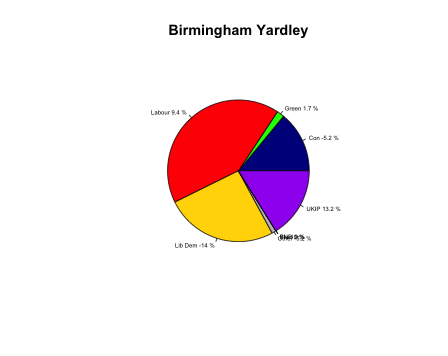 Birmingham Yardley
Green 1.7 %
Labour 9.4 %
Con -5.2 %
UKIP 13.2 %
Lib Dem -14 %